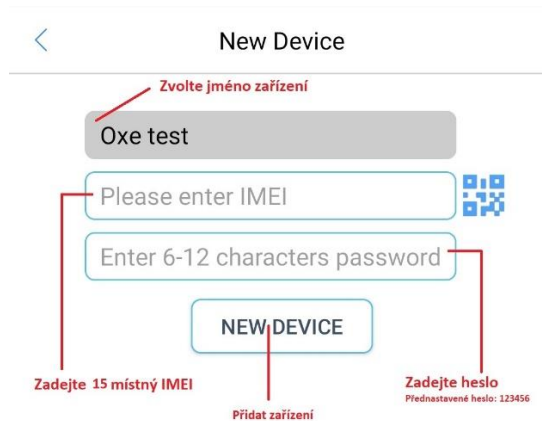 New Device
Zvolte jméno zařízení
Oxe test
Please enter IMEI
Enter 6-12 characters password
NEW DEVICE
Zadejte 15 místný IMEI
Zadejte heslo
Přednastavené heslo: 123456
Přidat zařízení